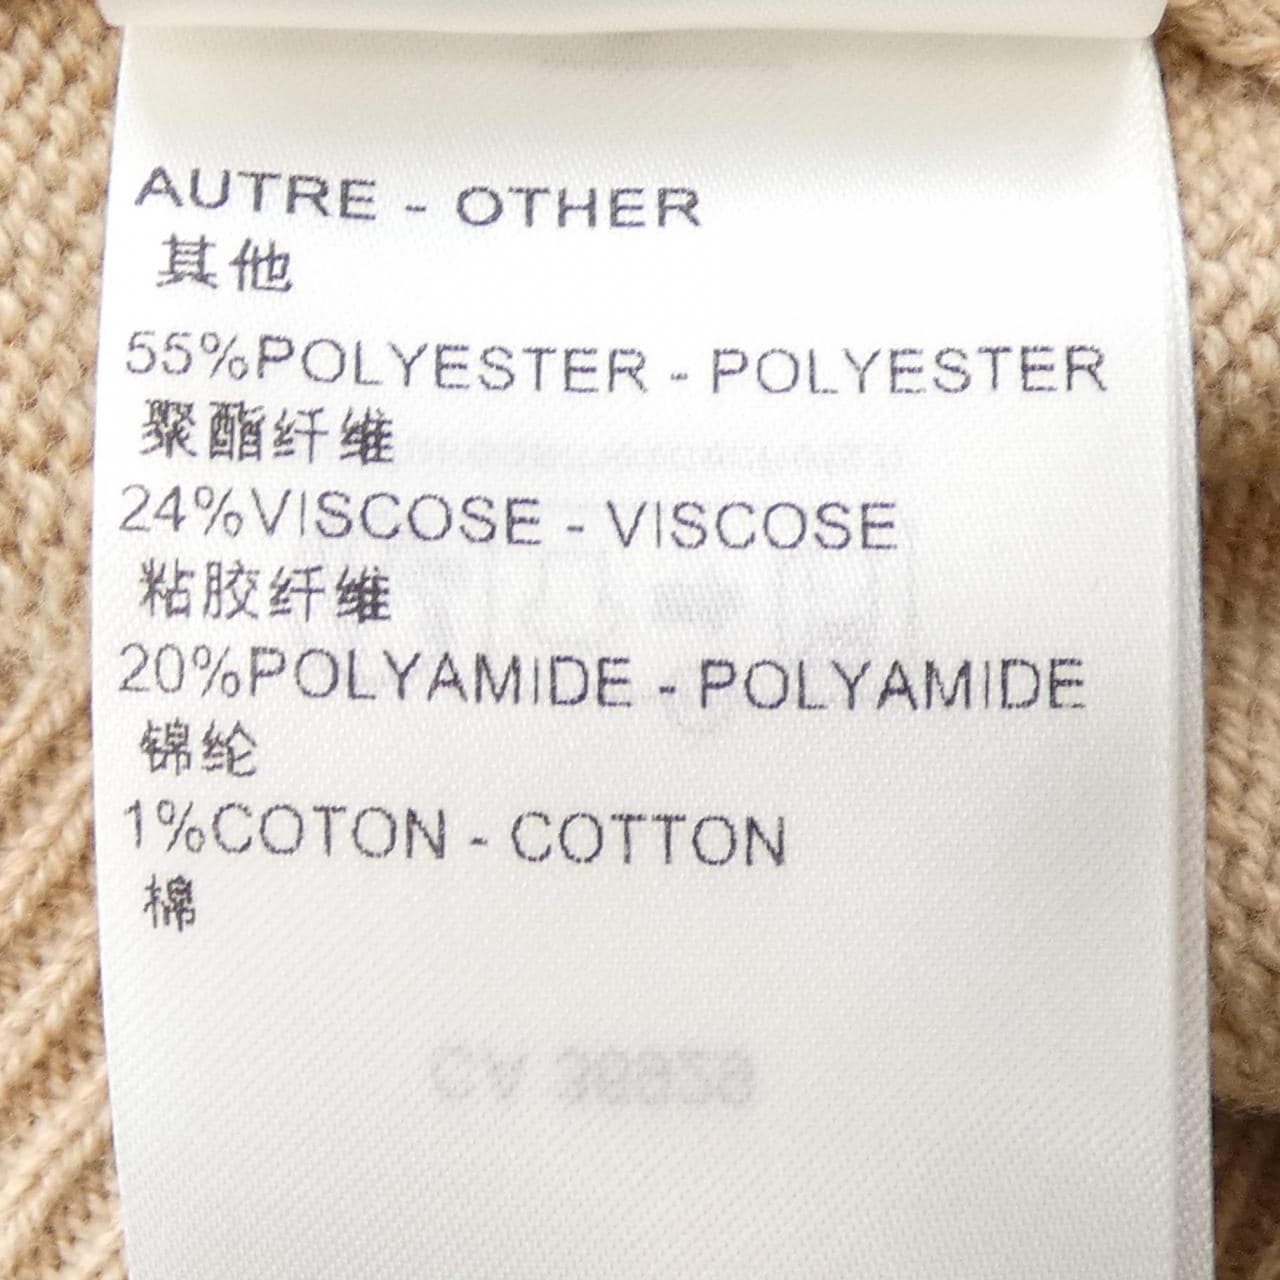 AUTRE - OTHER
其他
55%POLYESTER - POLYESTER
聚酯纤维
24%VISCOSE - VISCOSE
粘胶纤维
20%POLYAMIDE - POLYAMIDE
锦纶
1%COTON - COTTON
棉